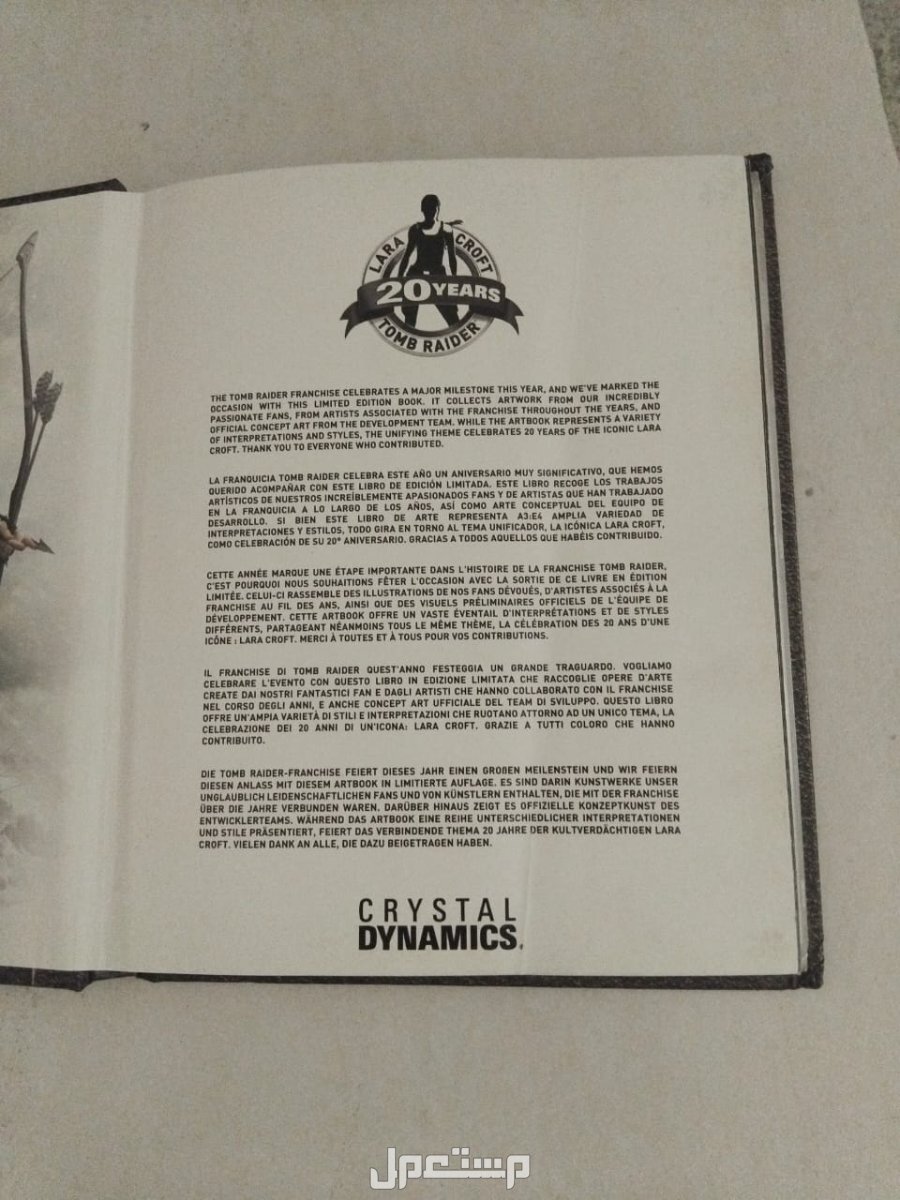 LARA CROFT
20 YEARS
TOMB RAIDER
THE TOMB RAIDER FRANCHISE CELEBRATES A MAJOR MILESTONE THIS YEAR, AND WE'VE MARKED THE
OCCASION WITH THIS LIMITED EDITION BOOK. IT COLLECTS ARTWORK FROM OUR INCREDIBLY
PASSIONATE FANS, FROM ARTISTS ASSOCIATED WITH THE FRANCHISE THROUGHOUT THE YEARS, AND
OFFICIAL CONCEPT ART FROM THE DEVELOPMENT TEAM. WHILE THE ARTBOOK REPRESENTS A VARIETY
OF INTERPRETATIONS AND STYLES, THE UNIFYING THEME CELEBRATES 20 YEARS OF THE ICONIC LARA
CROFT. THANK YOU TO EVERYONE WHO CONTRIBUTED.
LA FRANQUICIA TOMB RAIDER CELEBRA ESTE AÑO UN ANIVERSARIO MUY SIGNIFICATIVO, QUE HEMOS
QUERIDO ACOMPAÑAR CON ESTE LIBRO DE EDICIÓN LIMITADA. ESTE LIBRO RECOGE LOS TRABAJOS
ARTÍSTICOS DE NUESTROS INCREÍBLEMENTE APASIONADOS FANS Y DE ARTISTAS QUE HAN TRABAJADO
EN LA FRANQUICIA A LO LARGO DE LOS AÑOS, ASÍ COMO ARTE CONCEPTUAL DEL EQUIPO DE
DESARROLLO. SI BIEN ESTE LIBRO DE ARTE REPRESENTA A3:E4 AMPLIA VARIEDAD DE
INTERPRETACIONES Y ESTILOS, TODO GIRA EN TORNO AL TEMA UNIFICADOR, LA ICÓNICA LARA CROFT,
COMO CELEBRACIÓN DE SU 20º ANIVERSARIO. GRACIAS A TODOS AQUELLOS QUE HABÉIS CONTRIBUIDO.
CETTE ANNÉE MARQUE UNE ÉTAPE IMPORTANTE DANS L'HISTOIRE DE LA FRANCHISE TOMB RAIDER,
C'EST POURQUOI NOUS SOUHAITIONS FÊTER L'OCCASION AVEC LA SORTIE DE CE LIVRE EN ÉDITION
LIMITÉE. CELUI-CI RASSEMBLE DES ILLUSTRATIONS DE NOS FANS DÉVOUÉS, D'ARTISTES ASSOCIÉS À LA
FRANCHISE AU FIL DES ANS, AINSI QUE DES VISUELS PRÉLIMINAIRES OFFICIELS DE L'ÉQUIPE DE
DÉVELOPPEMENT. CETTE ARTBOOK OFFRE UN VASTE ÉVENTAIL D'INTERPRÉTATIONS ET DE STYLES
DIFFÉRENTS, PARTAGEANT NÉANMOINS TOUS LE MÊME THÈME, LA CÉLÉBRATION DES 20 ANS D'UNE
ICÔNE : LARA CROFT. MERCI À TOUTES ET À TOUS POUR VOS CONTRIBUTIONS.
IL FRANCHISE DI TOMB RAIDER QUEST'ANNO FESTEGGIA UN GRANDE TRAGUARDO. VOGLIAMO
CELEBRARE L'EVENTO CON QUESTO LIBRO IN EDIZIONE LIMITATA CHE RACCOGLIE OPERE D'ARTE
CREATE DAI NOSTRI FANTASTICI FAN E DAGLI ARTISTI CHE HANNO COLLABORATO CON IL FRANCHISE
NEL CORSO DEGLI ANNI, E ANCHE CONCEPT ART UFFICIALE DEL TEAM DI SVILUPPO. QUESTO LIBRO
OFFRE UN'AMPIA VARIETÀ DI STILI E INTERPRETAZIONI CHE RUOTANO ATTORNO AD UN UNICO TEMA, LA
CELEBRAZIONE DEI 20 ANNI DI UN'ICONA: LARA CROFT. GRAZIE A TUTTI COLORO CHE HANNO
CONTRIBUITO.
DIE TOMB RAIDER-FRANCHISE FEIERT DIESES JAHR EINEN GROẞEN MEILENSTEIN UND WIR FEIERN
DIESEN ANLASS MIT DIESEM ARTBOOK IN LIMITIERTE AUFLAGE. ES SIND DARIN KUNSTWERKE UNSER
UNGLAUBLICH LEIDENSCHAFTLICHEN FANS UND VON KÜNSTLERN ENTHALTEN, DIE MIT DER FRANCHISE
ÜBER DIE JAHRE VERBUNDEN WAREN. DARÜBER HINAUS ZEIGT ES OFFIZIELLE KONZEPTKUNST DES
ENTWICKLERTEAMS. WÄHREND DAS ARTBOOK EINE REIHE UNTERSCHIEDLICHER INTERPRETATIONEN
UND STILE PRÄSENTIERT, FEIERT DAS VERBINDENDE THEMA 20 JAHRE DER KULTVERDÄCHTIGEN LARA
CROFT. VIELEN DANK AN ALLE, DIE DAZU BEIGETRAGEN HABEN.
CRYSTAL
DYNAMICS
مستعمل